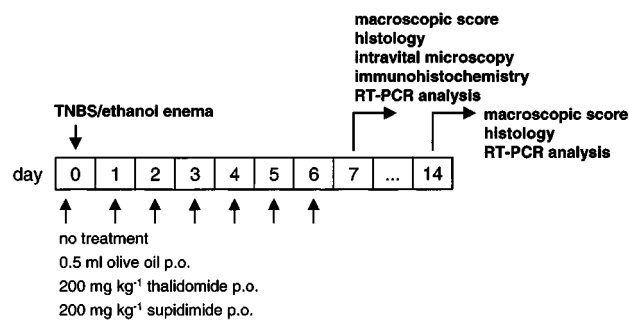 macroscopic score
histology
intravital microscopy
immunohistochemistry
RT-PCR analysis
TNBS/ethanol enema
macroscopic score
histology
RT-PCR analysis
day 0 1 2 3 4 5 6 7 ... 14
no treatment
0.5 ml olive oil p.o.
200 mg kg⁻¹ thalidomide p.o.
200 mg kg⁻¹ supidimide p.o.